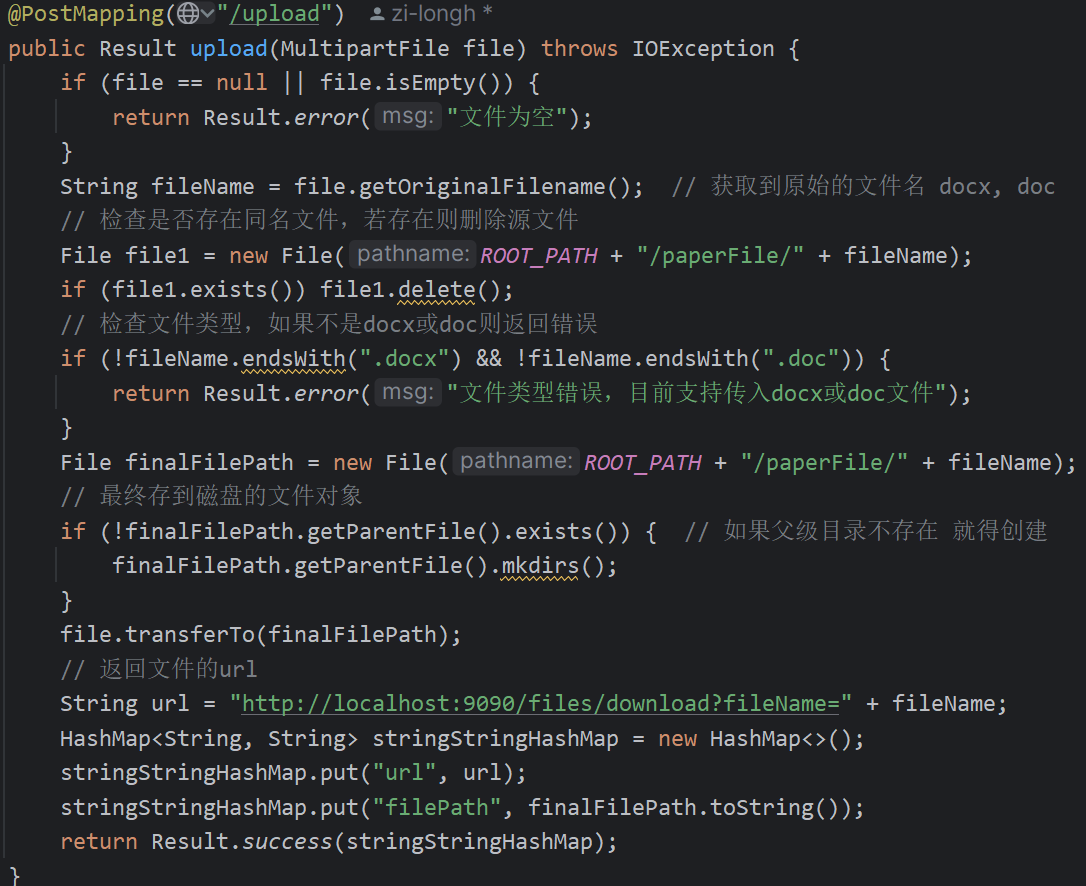 @PostMapping("/upload") zi-longh *
public Result upload(MultipartFile file) throws IOException {
    if (file == null || file.isEmpty()) {
        return Result.error( msg: "文件为空");
    }
    String fileName = file.getOriginalFilename();  // 获取到原始的文件名 docx, doc
    // 检查是否存在同名文件，若存在则删除源文件
    File file1 = new File( pathname: ROOT_PATH + "/paperFile/" + fileName);
    if (file1.exists()) file1.delete();
    // 检查文件类型，如果不是docx或doc则返回错误
    if (!fileName.endsWith(".docx") && !fileName.endsWith(".doc")) {
        return Result.error( msg: "文件类型错误，目前支持传入docx或doc文件");
    }
    File finalFilePath = new File( pathname: ROOT_PATH + "/paperFile/" + fileName);
    // 最终存到磁盘的文件对象
    if (!finalFilePath.getParentFile().exists()) {  // 如果父级目录不存在 就得创建
        finalFilePath.getParentFile().mkdirs();
    }
    file.transferTo(finalFilePath);
    // 返回文件的url
    String url = "http://localhost:9090/files/download?fileName=" + fileName;
    HashMap<String, String> stringStringHashMap = new HashMap<>();
    stringStringHashMap.put("url", url);
    stringStringHashMap.put("filePath", finalFilePath.toString());
    return Result.success(stringStringHashMap);
}